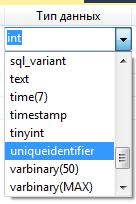 Тип данных
int
sql_variant
text
time(7)
timestamp
tinyint
uniqueidentifier
varbinary(50)
varbinary(MAX)